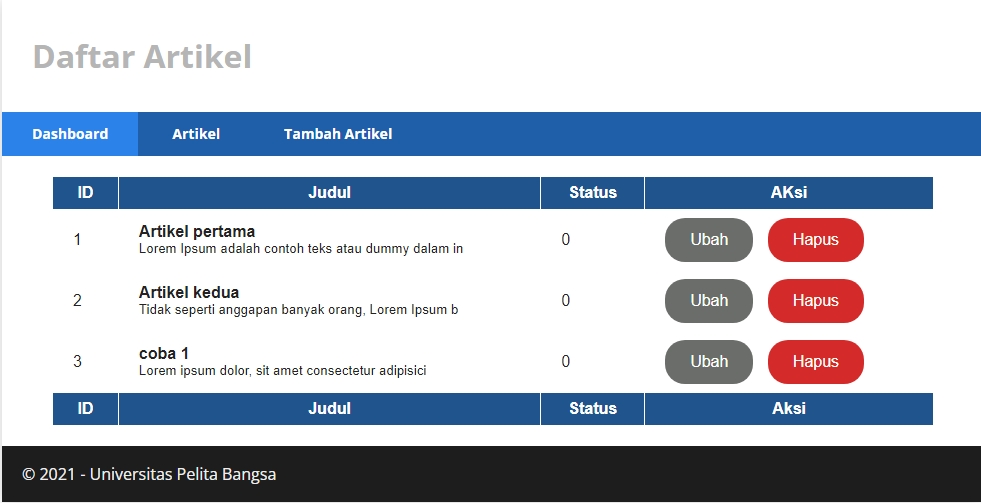 Daftar Artikel
Dashboard Artikel Tambah Artikel
ID Judul Status AKsi
1 Artikel pertama 0 Ubah Hapus
Lorem Ipsum adalah contoh teks atau dummy dalam in
2 Artikel kedua 0 Ubah Hapus
Tidak seperti anggapan banyak orang, Lorem Ipsum b
3 coba 1 0 Ubah Hapus
Lorem ipsum dolor, sit amet consectetur adipisici
ID Judul Status Aksi
© 2021 - Universitas Pelita Bangsa